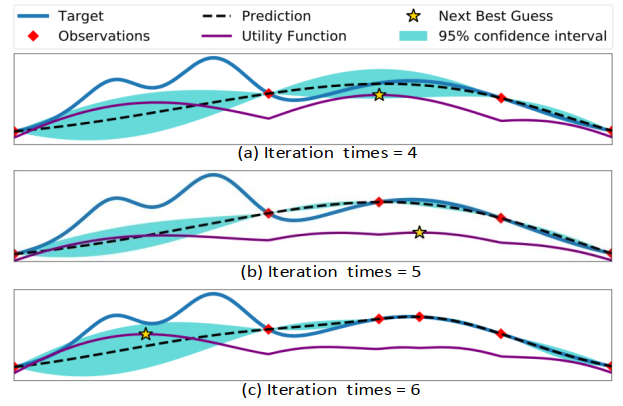 Target
Prediction
Next Best Guess
Observations
Utility Function
95% confidence interval
(a) Iteration times = 4
(b) Iteration times = 5
(c) Iteration times = 6